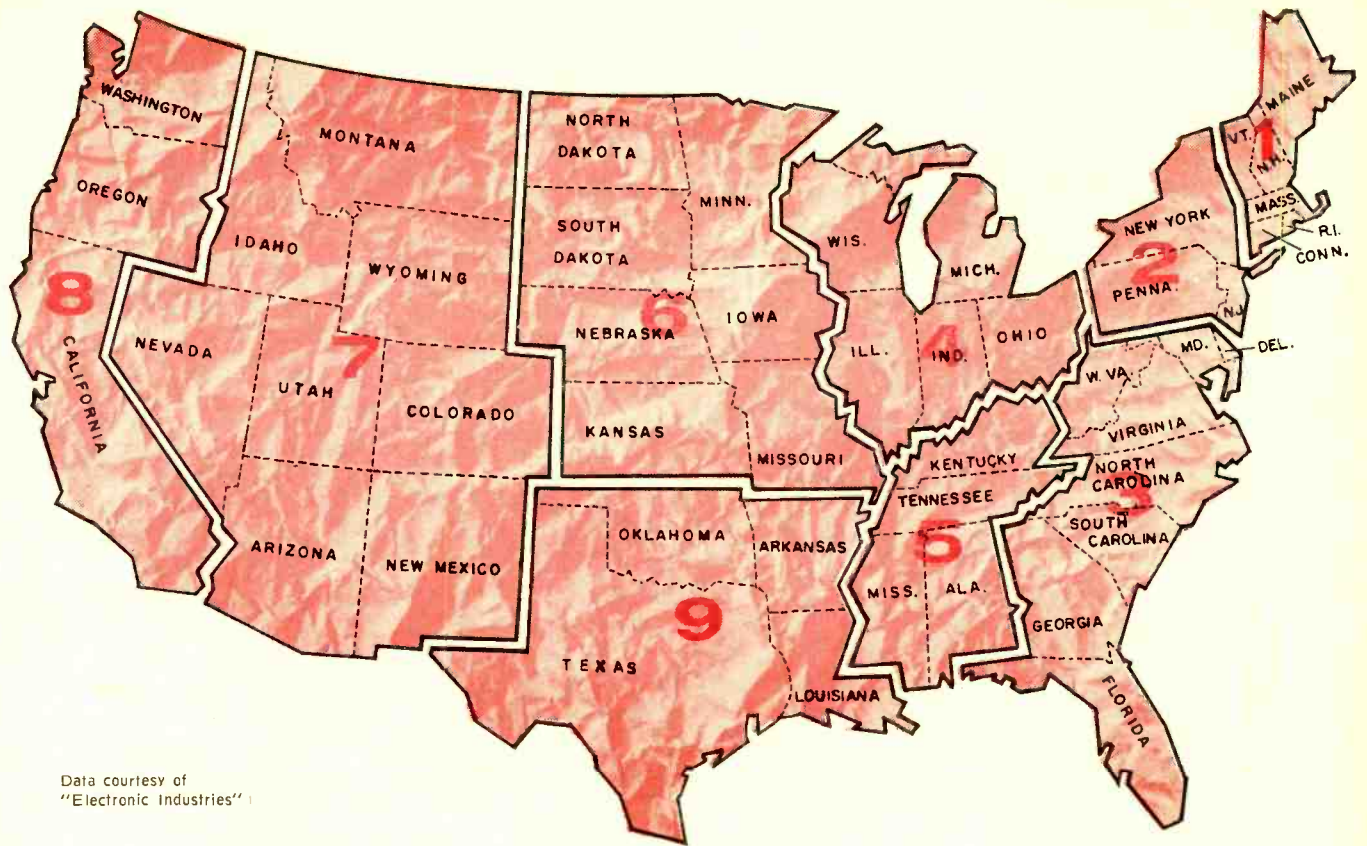 WASHINGTON
OREGON
8
CALIFORNIA
MONTANA
IDAHO
WYOMING
NEVADA
UTAH
7
COLORADO
ARIZONA
NEW MEXICO
NORTH
DAKOTA
SOUTH
DAKOTA
MINN.
6
NEBRASKA
IOWA
KANSAS
MISSOURI
OKLAHOMA
ARKANSAS
9
TEXAS
LOUISIANA
WIS.
MICH.
ILL.
IND.
4
OHIO
KENTUCKY
TENNESSEE
5
MISS.
ALA.
MAINE
VT.
1
N.H.
MASS.
R.I.
CONN.
NEW YORK
2
PENNA.
N.J.
MD.
DEL.
W. VA.
VIRGINIA
NORTH
CAROLINA
3
SOUTH
CAROLINA
GEORGIA
FLORIDA
Data courtesy of
"Electronic Industries"